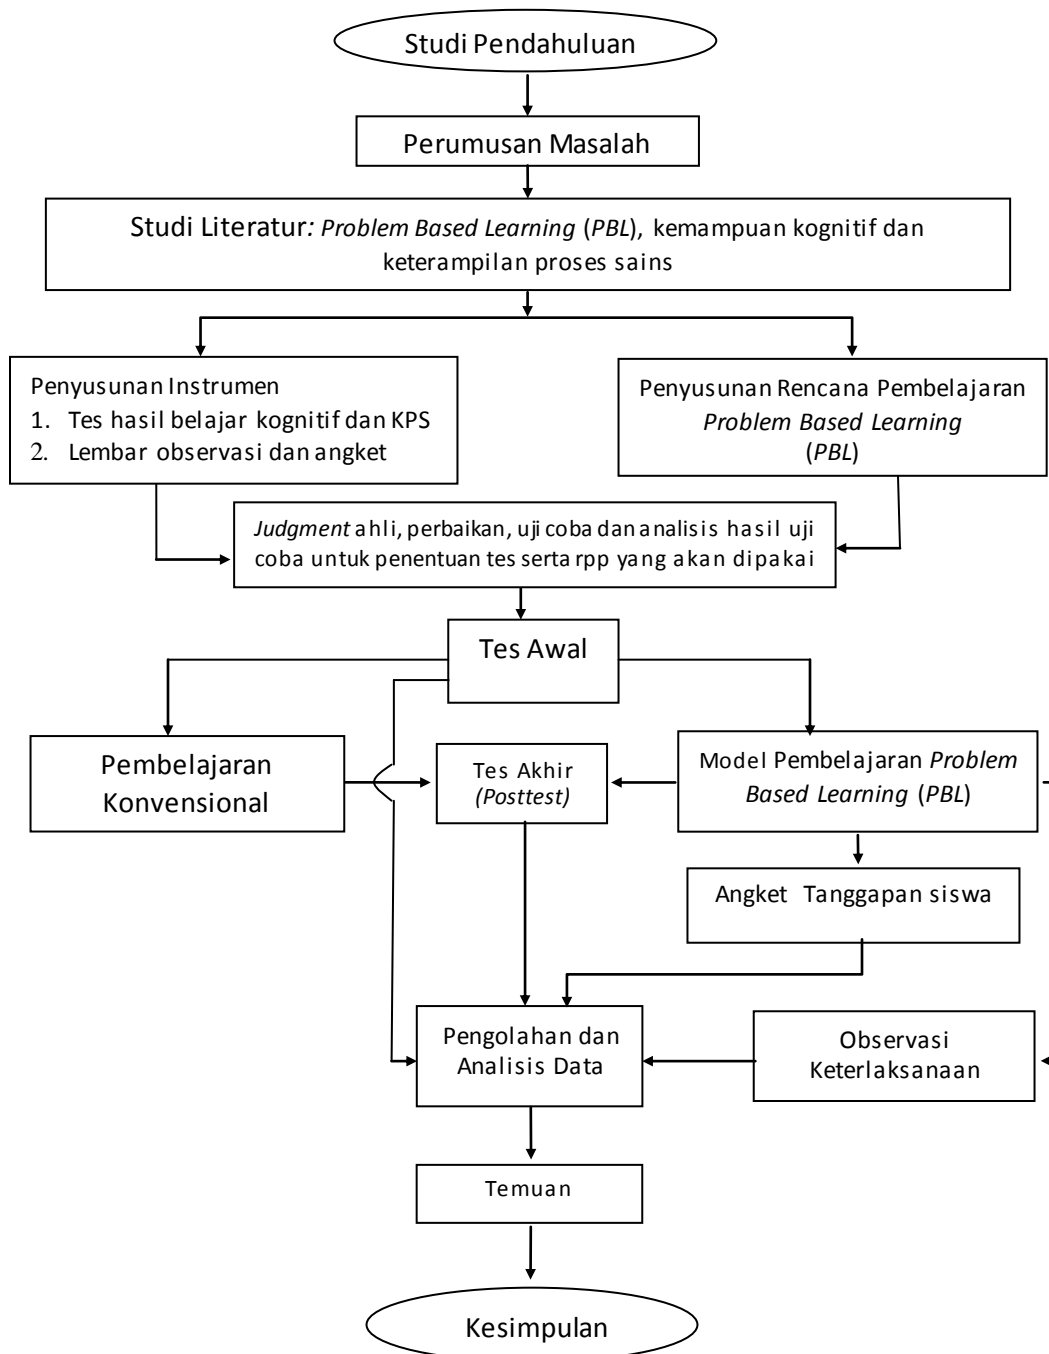 Studi Pendahuluan
Perumusan Masalah
Studi Literatur: Problem Based Learning (PBL), kemampuan kognitif dan
keterampilan proses sains
Penyusunan Instrumen
1. Tes hasil belajar kognitif dan KPS
2. Lembar observasi dan angket
Penyusunan Rencana Pembelajaran
Problem Based Learning
(PBL)
Judgment ahli, perbaikan, uji coba dan analisis hasil uji
coba untuk penentuan tes serta rpp yang akan dipakai
Tes Awal
Pembelajaran
Konvensional
Tes Akhir
(Posttest)
Model Pembelajaran Problem
Based Learning (PBL)
Angket Tanggapan siswa
Pengolahan dan
Analisis Data
Observasi
Keterlaksanaan
Temuan
Kesimpulan